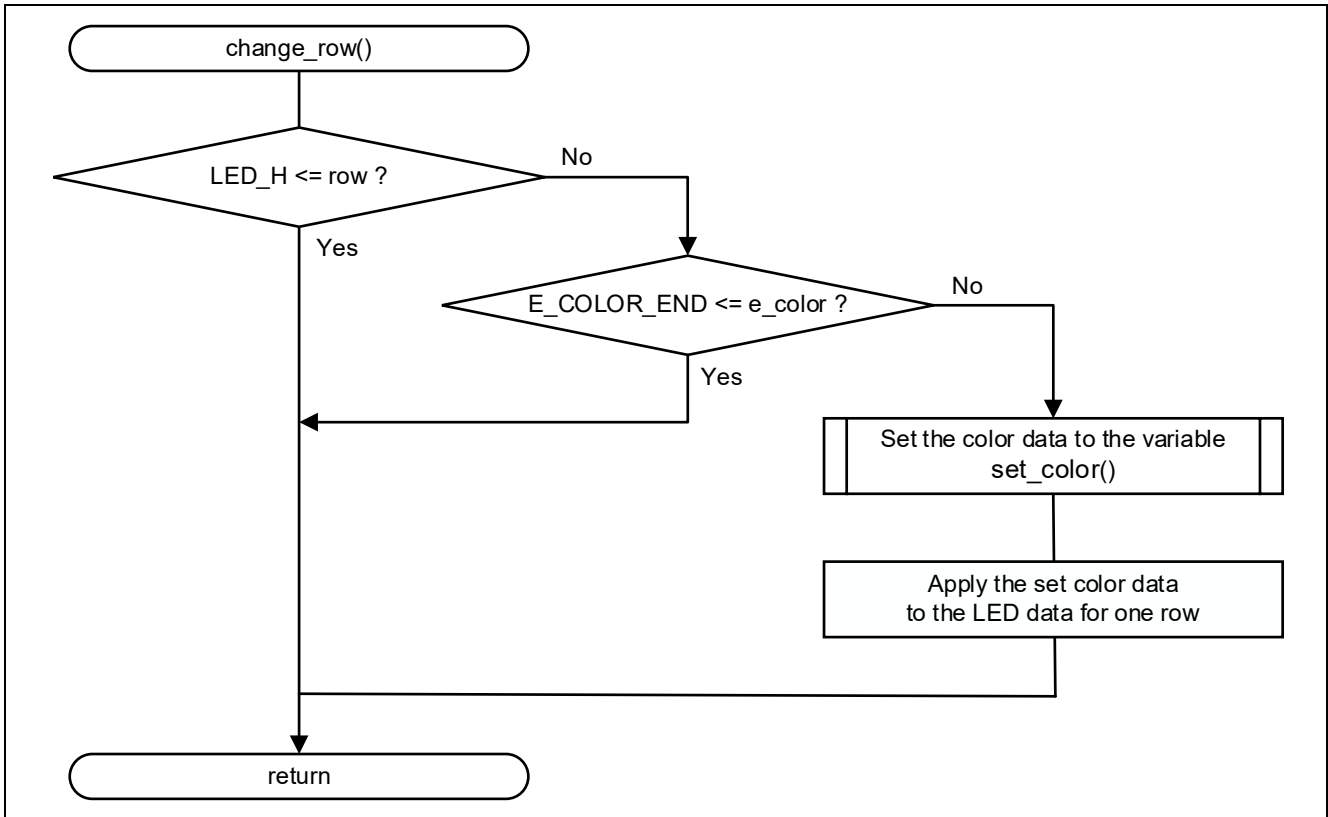 change_row()
LED_H <= row ?
No
Yes
E_COLOR_END <= e_color ?
No
Yes
Set the color data to the variable
set_color()
Apply the set color data
to the LED data for one row
return